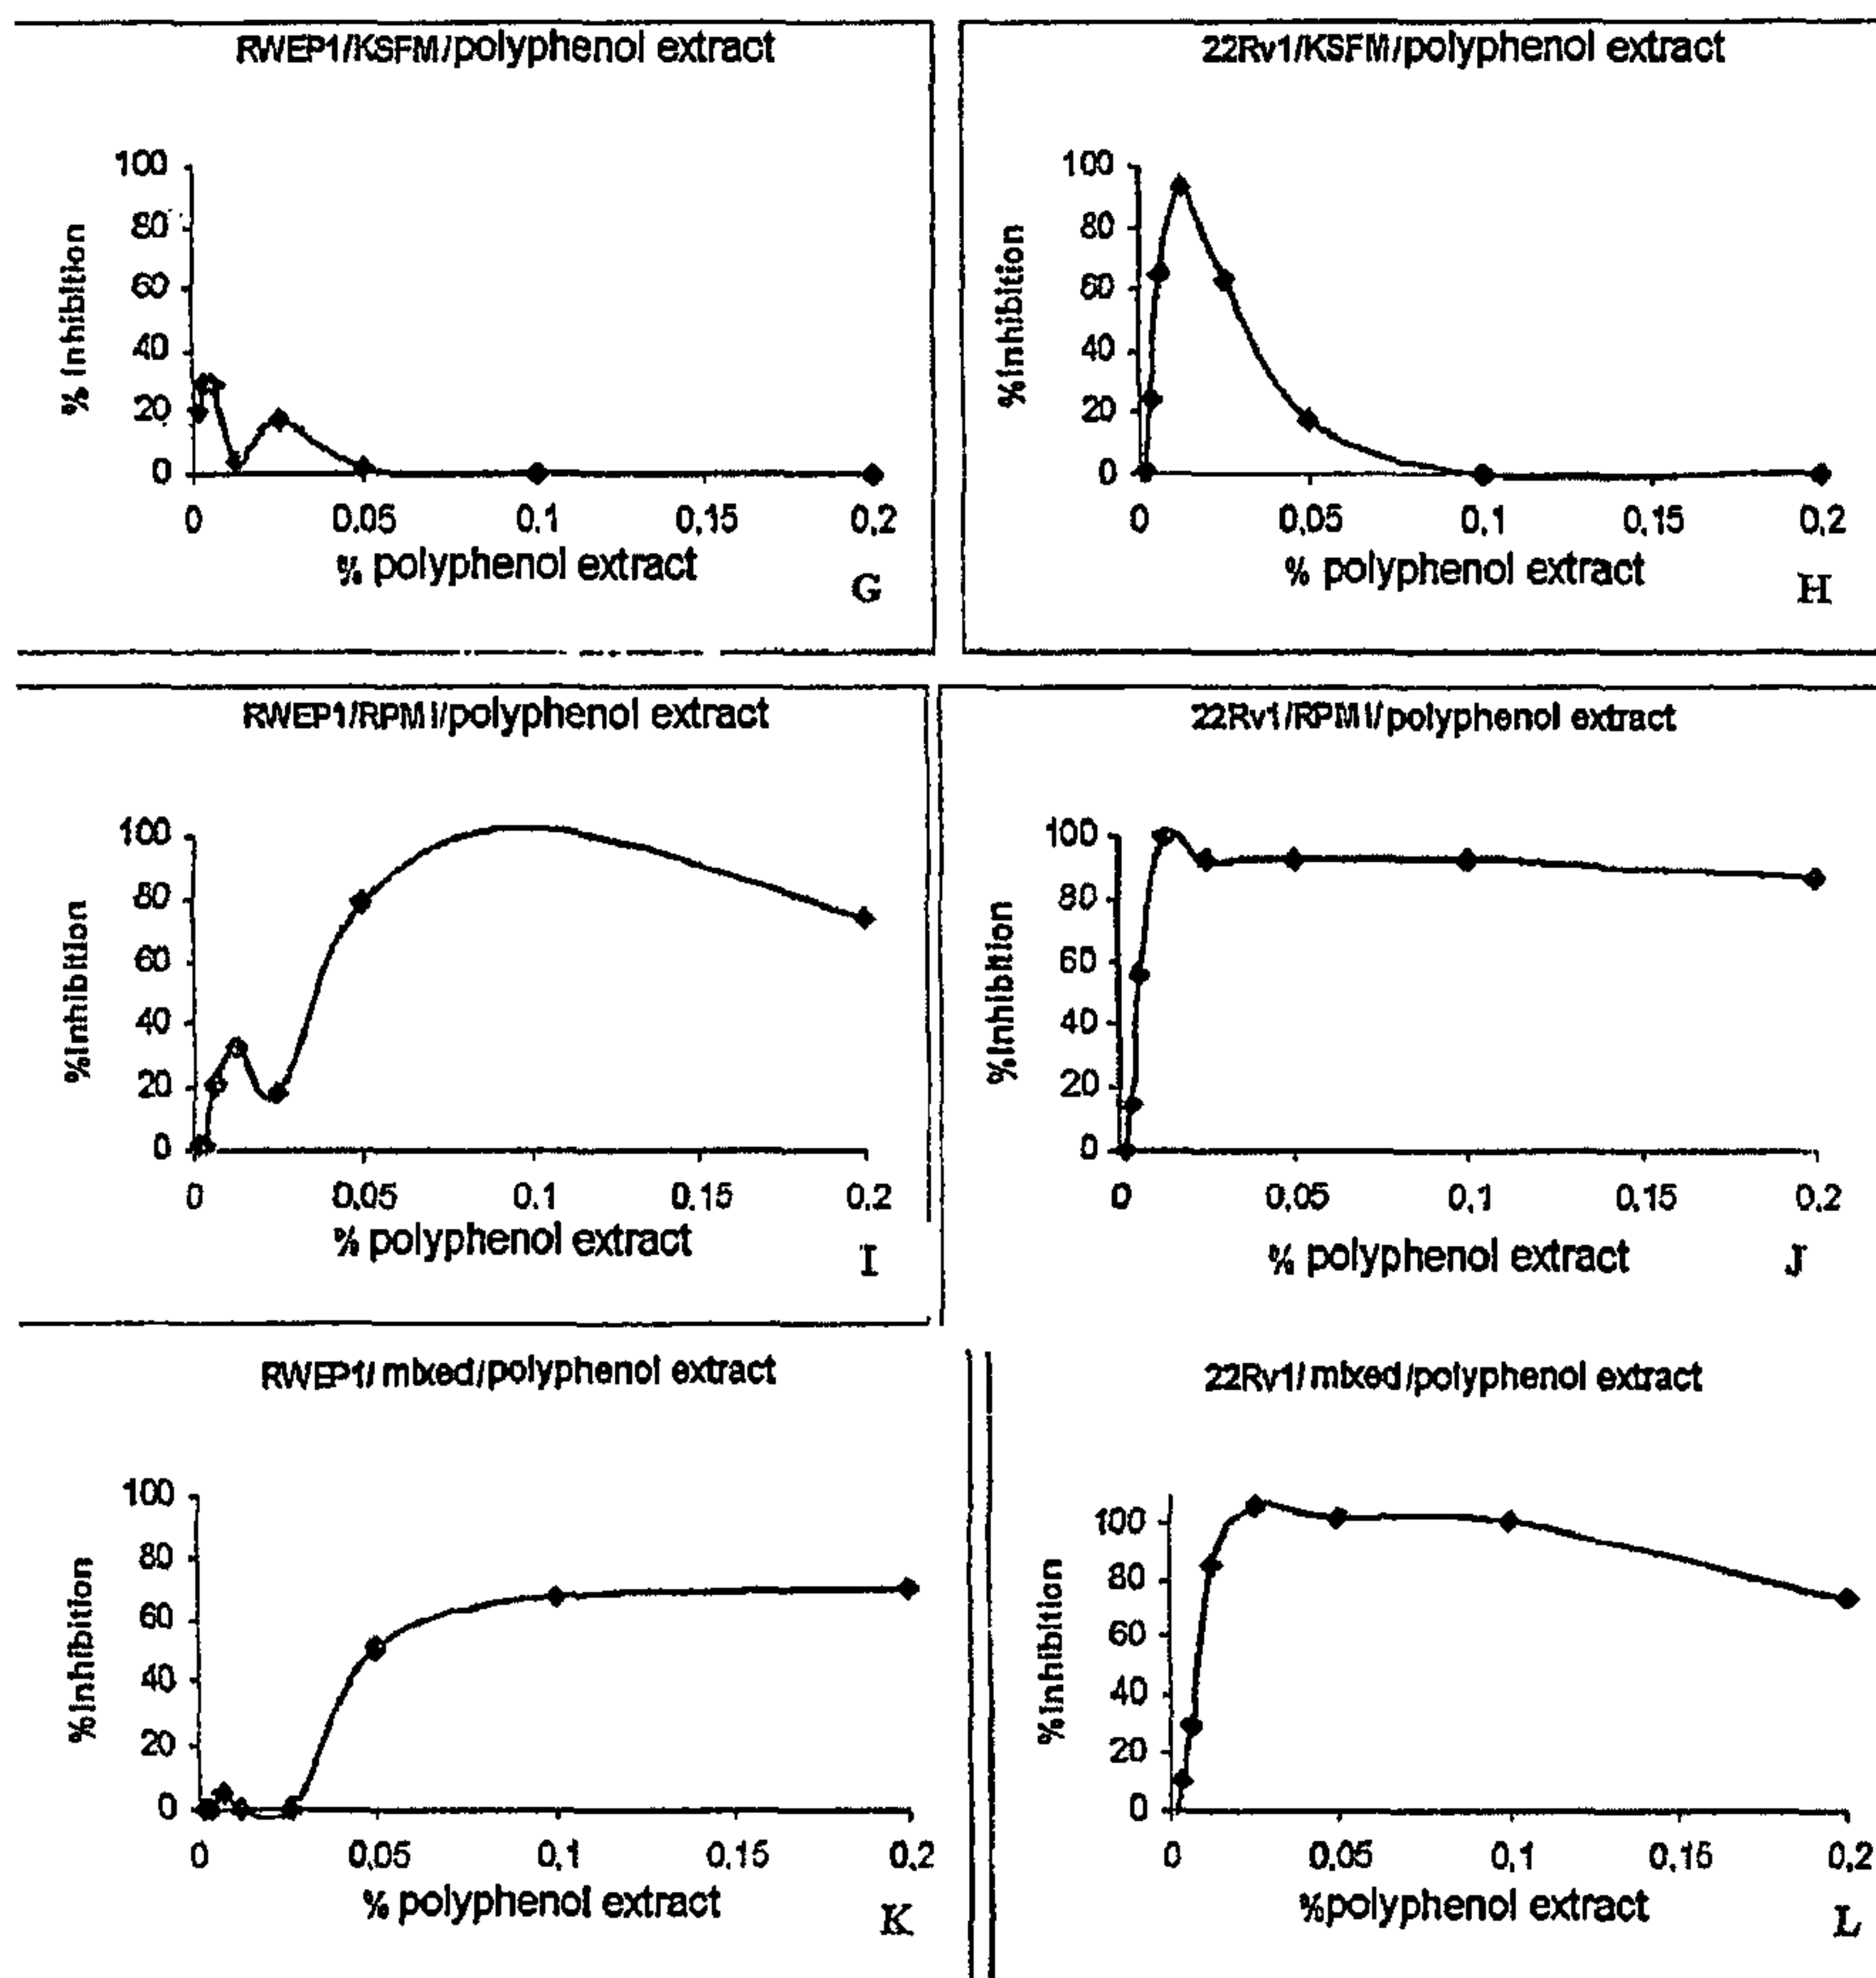 RWEP1/KSFM/polyphenol extract
100
80
60
40
20
0
% Inhibition
0
0.05
0.1
0.15
0.2
% polyphenol extract
G
22Rv1/KSFM/polyphenol extract
100
80
60
40
20
0
%Inhibition
0
0.05
0.1
0.15
0.2
% polyphenol extract
H
RWEP1/RPMI/polyphenol extract
100
80
60
40
20
0
%Inhibition
0
0.05
0.1
0.15
0.2
% polyphenol extract
I
22Rv1/RPMI/polyphenol extract
100
80
60
40
20
0
%Inhibition
0
0.05
0.1
0.15
0.2
% polyphenol extract
J
RWEP1/ mixed/polyphenol extract
100
80
60
40
20
0
%Inhibition
0
0.05
0.1
0.15
0.2
% polyphenol extract
K
22Rv1/ mixed/polyphenol extract
100
80
60
40
20
0
%Inhibition
0
0.05
0.1
0.15
0.2
%polyphenol extract
L